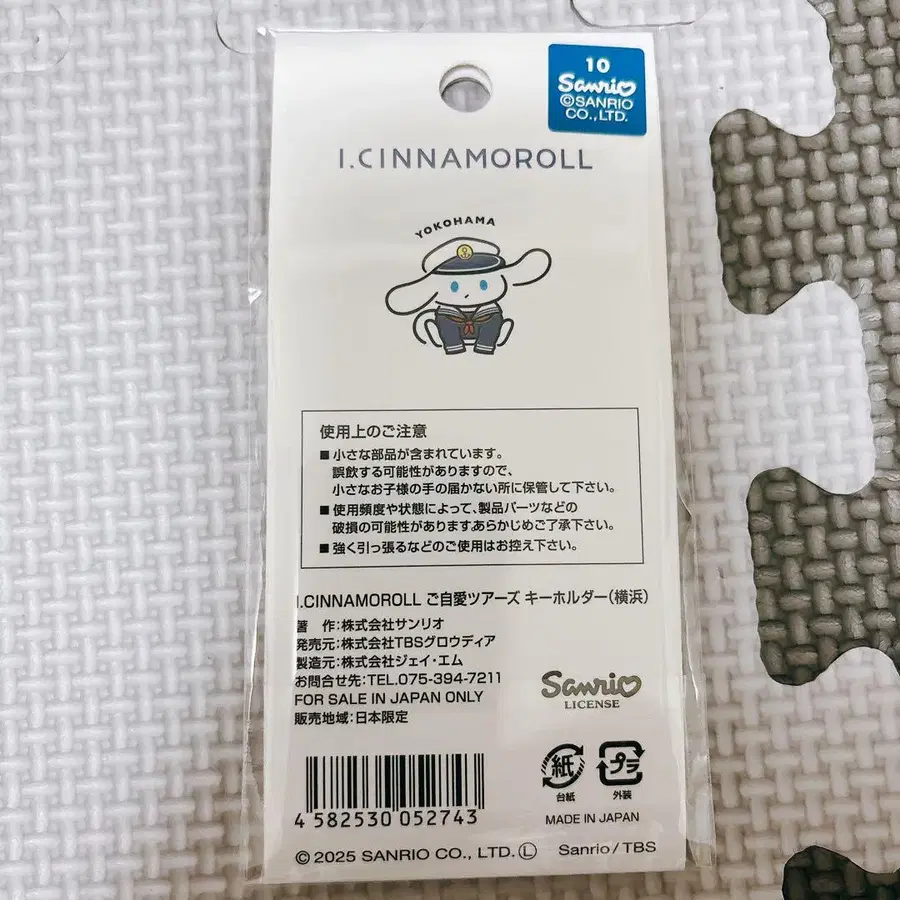 10
Sanrio
©SANRIO
CO.,LTD.
I.CINNAMOROLL
YOKOHAMA
使用上のご注意
■小さな部品が含まれています。
誤飲する可能性がありますので、
小さなお子様の手の届かない所に保管して下さい。
■使用頻度や状態によって、製品パーツなどの
破損の可能性がありますあらかじめご了承下さい。
■強く引っ張るなどのご使用はお控え下さい。
I.CINNAMOROLL ご自愛ツアーズ キーホルダー(横浜)
著 作:株式会社サンリオ
発売元:株式会社TBSグロウディア
製造元:株式会社ジェイ・エム
お問合せ先:TEL.075-394-7211
FOR SALE IN JAPAN ONLY
販売地域:日本限定
Sanrio
LICENSE
紙
台紙
プラ
外装
MADE IN JAPAN
4 582530 052743
© 2025 SANRIO CO., LTD. Ⓛ Sanrio/TBS